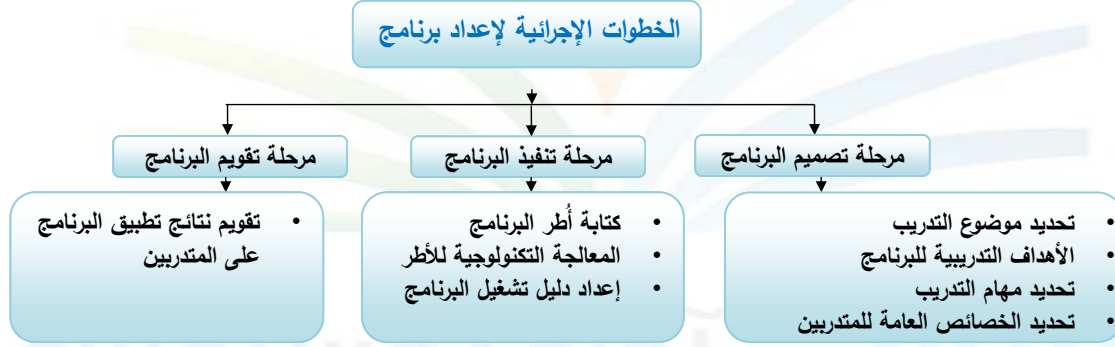 الخطوات الإجرائية لإعداد برنامج
مرحلة تصميم البرنامج
• تحديد موضوع التدريب
• الأهداف التدريبية للبرنامج
• تحديد مهام التدريب
• تحديد الخصائص العامة للمتدربين
مرحلة تنفيذ البرنامج
• كتابة أُطر البرنامج
• المعالجة التكنولوجية للأطر
• إعداد دليل تشغيل البرنامج
مرحلة تقويم البرنامج
• تقويم نتائج تطبيق البرنامج
على المتدربين